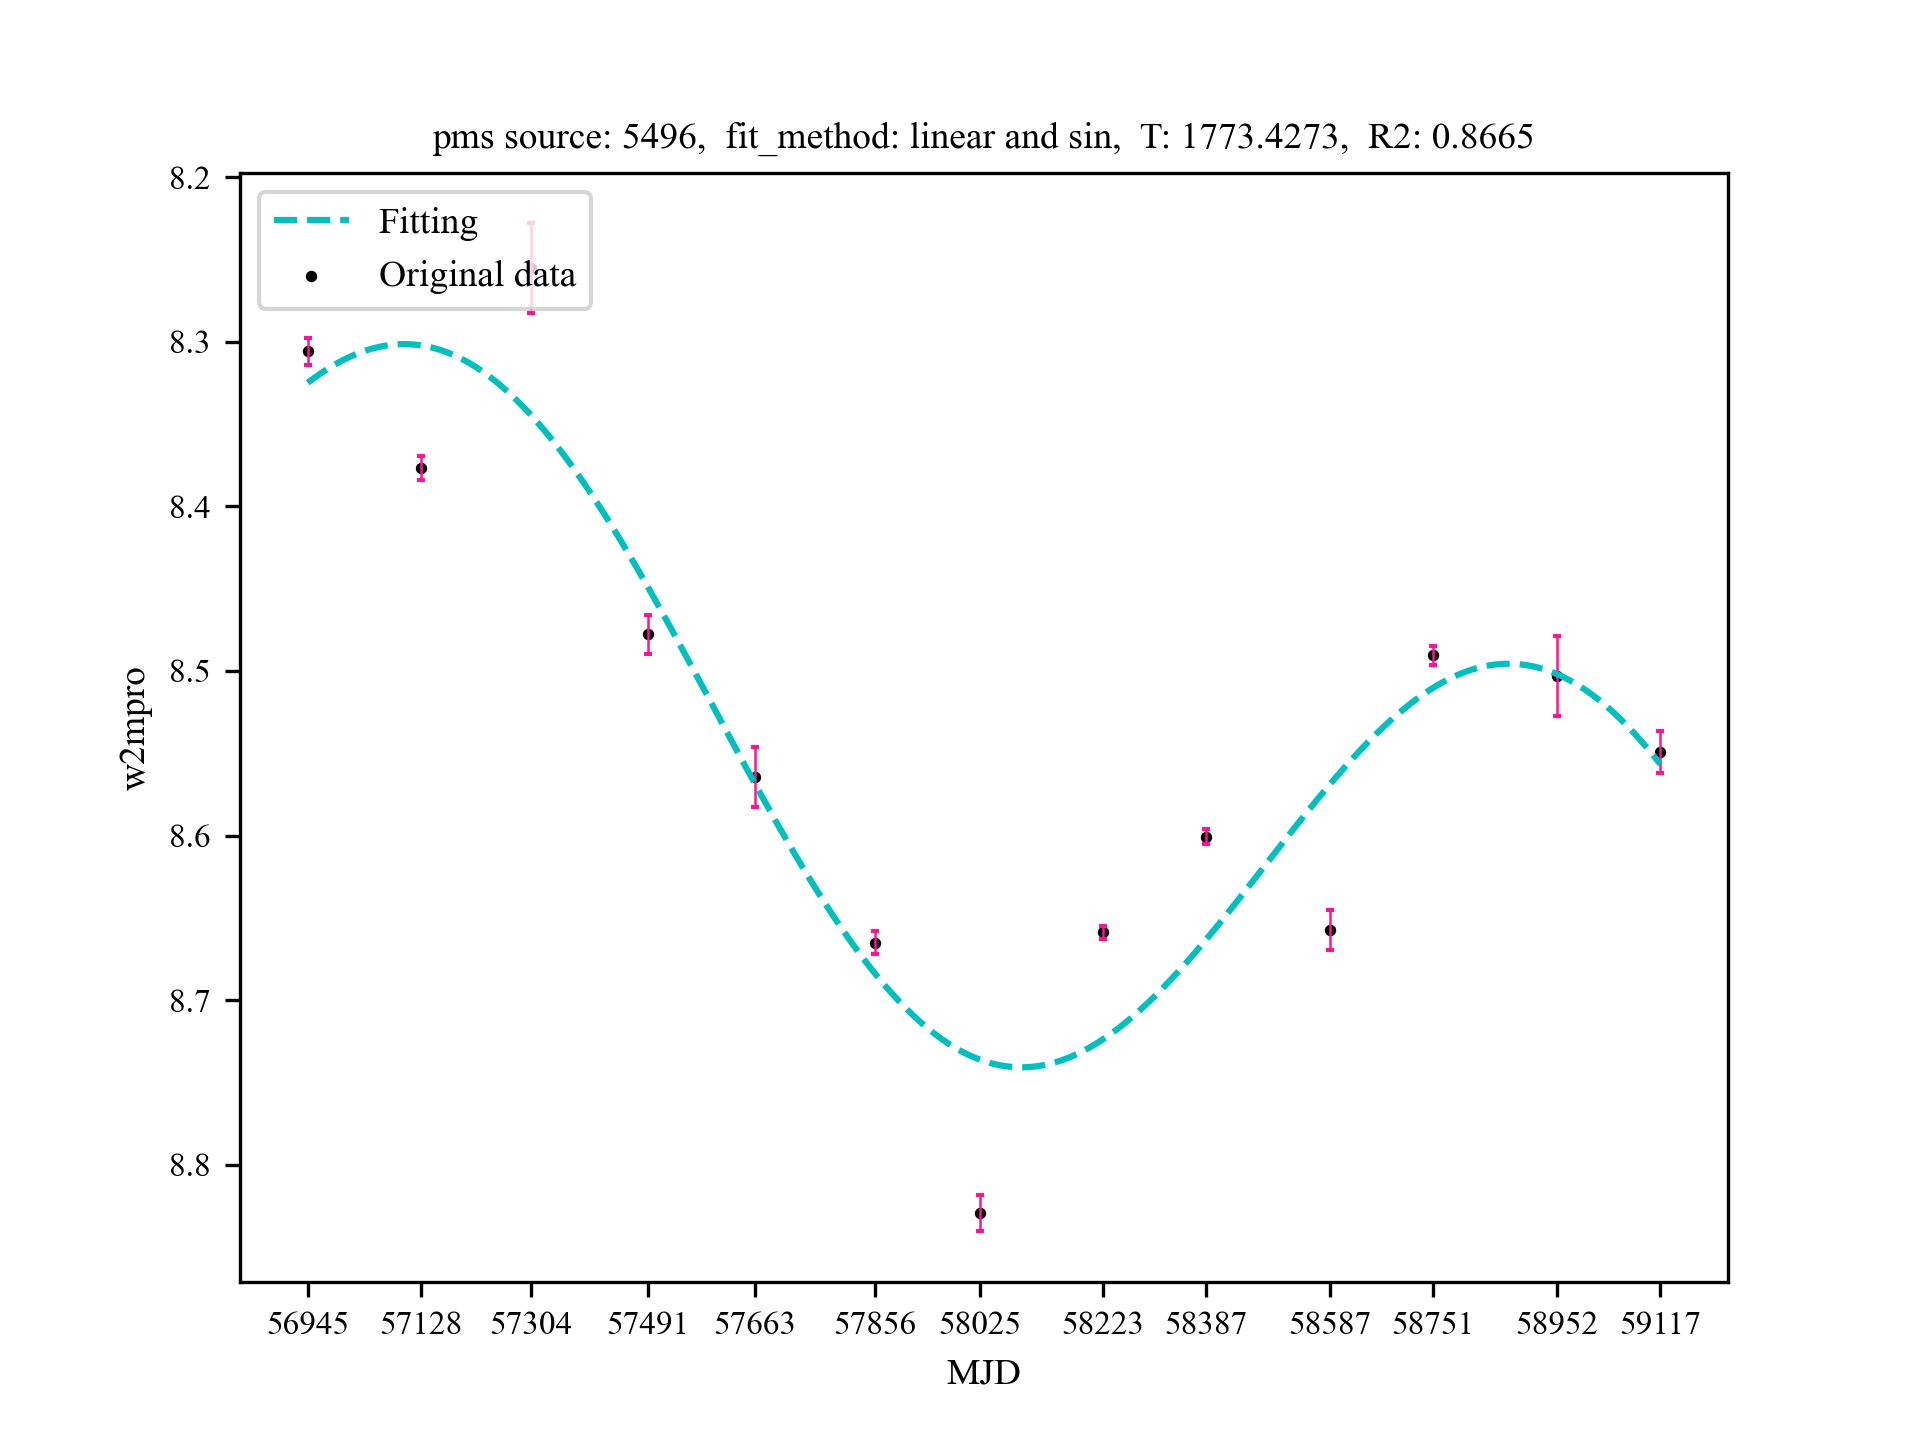 pms source: 5496, fit_method: linear and sin, T: 1773.4273, R2: 0.8665
Fitting
Original data
8.2
8.3
8.4
8.5
8.6
8.7
8.8
w2mpro
56945 57128 57304 57491 57663 57856 58025 58223 58387 58587 58751 58952 59117
MJD